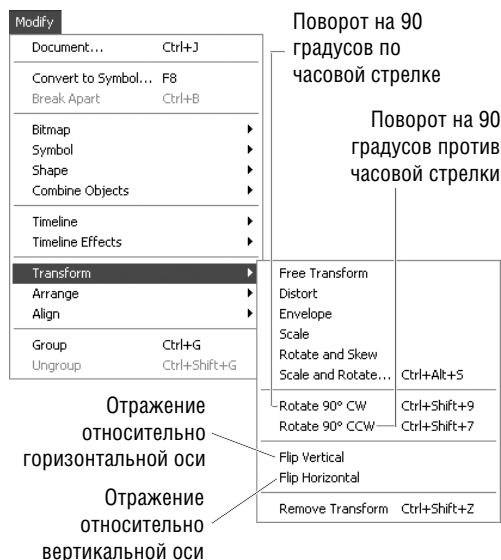 Modify
Document... Ctrl+J
Convert to Symbol... F8
Break Apart Ctrl+B
Bitmap
Symbol
Shape
Combine Objects
Timeline
Timeline Effects
Transform
Arrange
Align
Group Ctrl+G
Ungroup Ctrl+Shift+G
Поворот на 90
градусов по
часовой стрелке
Поворот на 90
градусов против
часовой стрелки
Free Transform
Distort
Envelope
Scale
Rotate and Skew
Scale and Rotate... Ctrl+Alt+S
Rotate 90° CW Ctrl+Shift+9
Rotate 90° CCW Ctrl+Shift+7
Flip Vertical
Flip Horizontal
Remove Transform Ctrl+Shift+Z
Отражение
относительно
горизонтальной оси
Отражение
относительно
вертикальной оси